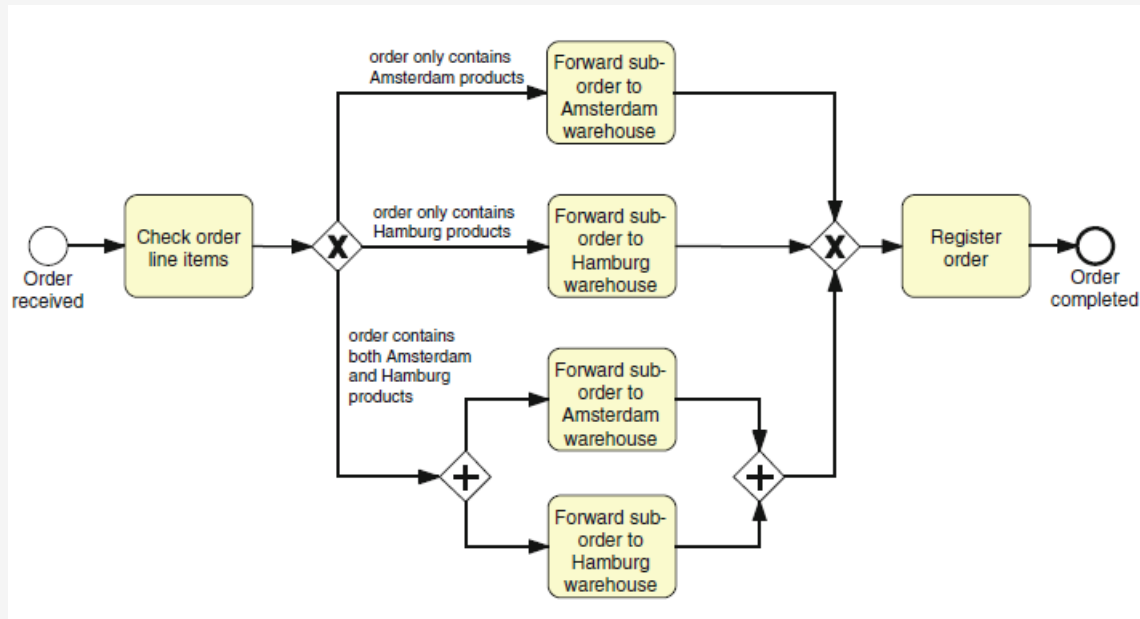 order only contains
Amsterdam products
Forward sub-
order to
Amsterdam
warehouse
Order
received
Check order
line items
X
order only contains
Hamburg products
Forward sub-
order to
Hamburg
warehouse
X
Register
order
Order
completed
order contains
both Amsterdam
and Hamburg
products
+
Forward sub-
order to
Amsterdam
warehouse
+
Forward sub-
order to
Hamburg
warehouse